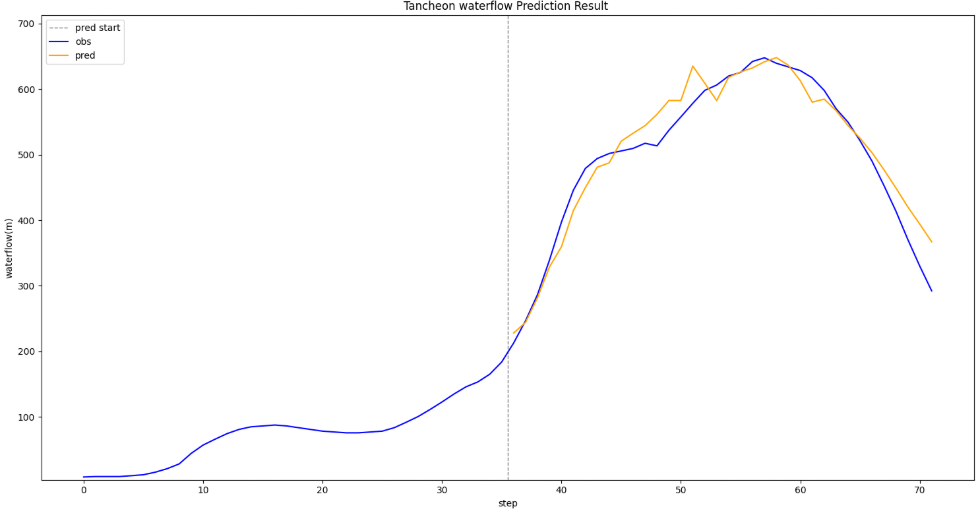 Tancheon waterflow Prediction Result
pred start
obs
pred
700
600
500
400
300
200
100
waterflow(m)
0 10 20 30 40 50 60 70
step